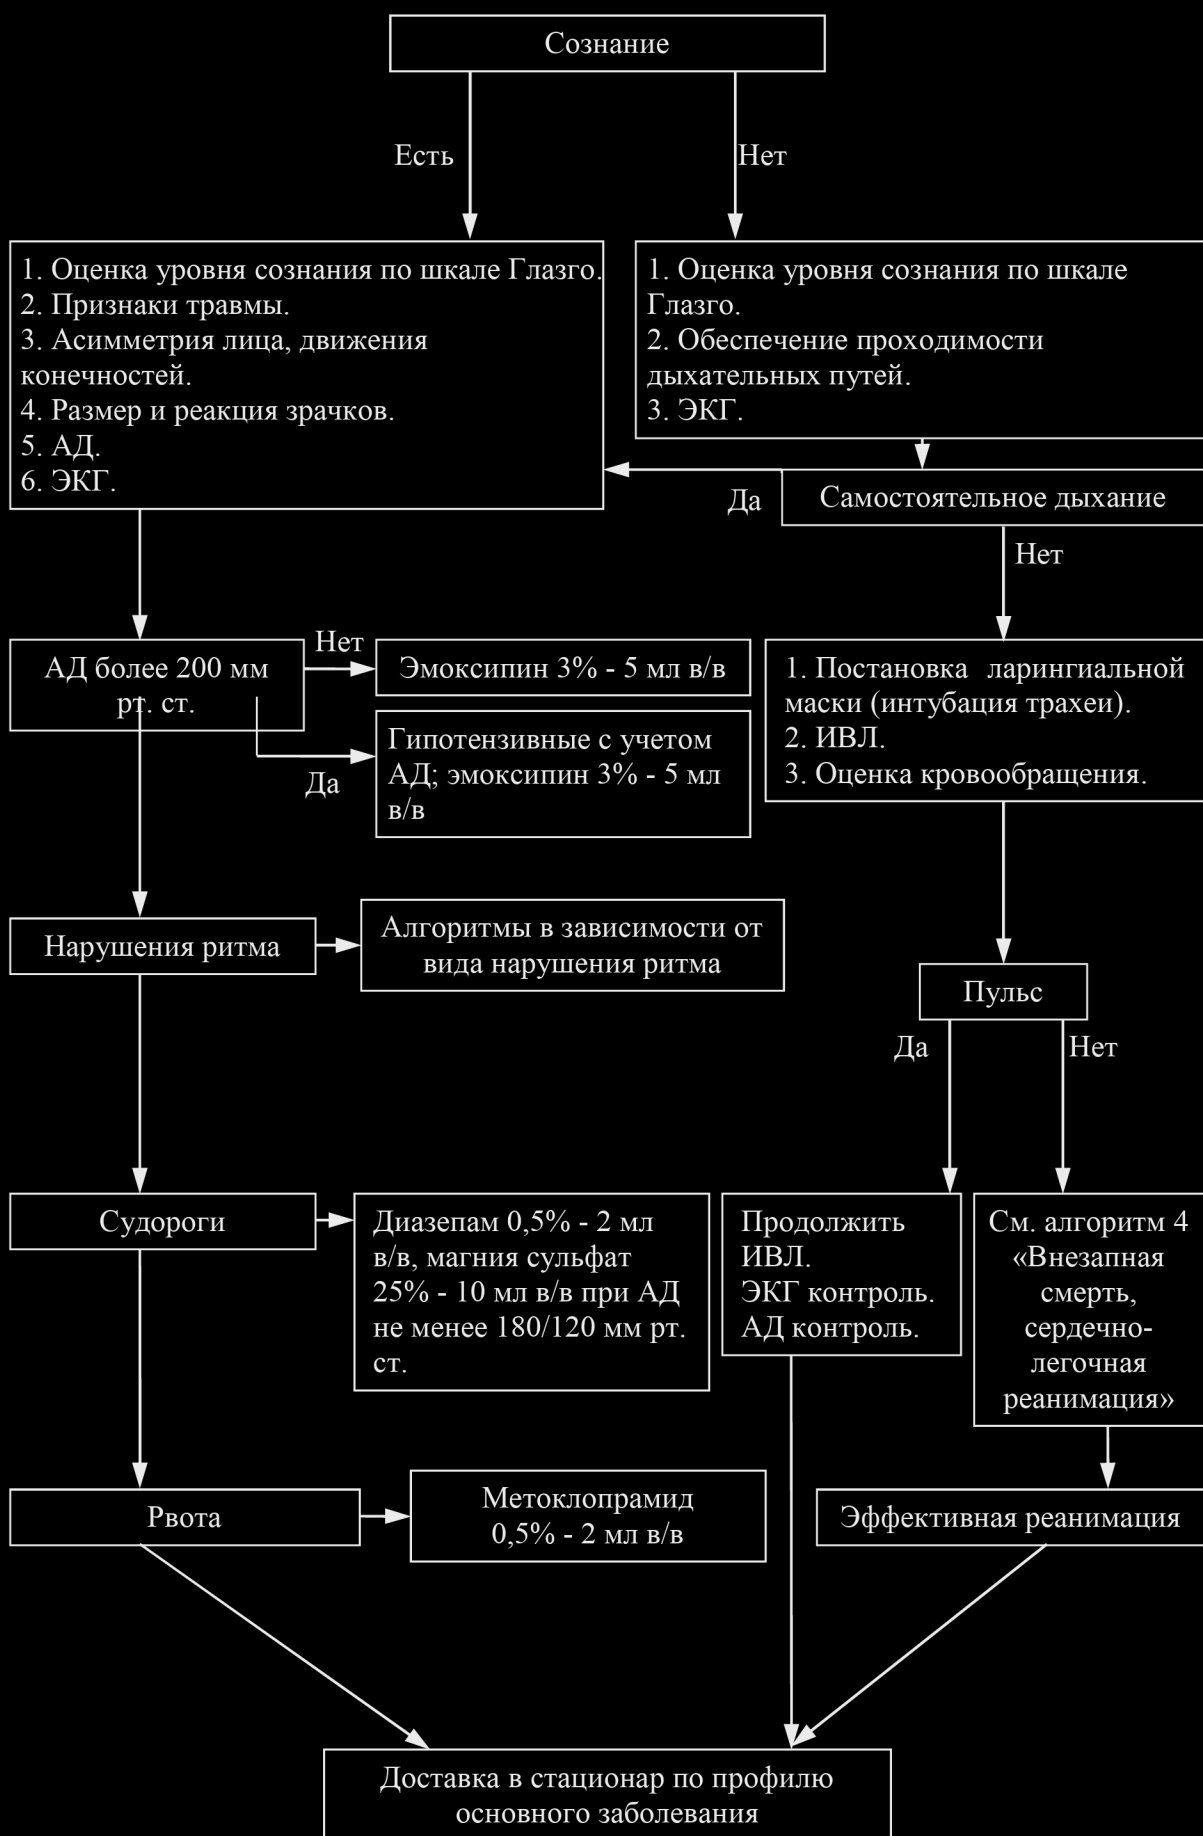 Сознание
Есть
Нет
1. Оценка уровня сознания по шкале Глазго.
2. Признаки травмы.
3. Асимметрия лица, движения
конечностей.
4. Размер и реакция зрачков.
5. АД.
6. ЭКГ.
1. Оценка уровня сознания по шкале
Глазго.
2. Обеспечение проходимости
дыхательных путей.
3. ЭКГ.
Да
Самостоятельное дыхание
Нет
АД более 200 мм
рт. ст.
Нет
Эмоксипин 3% - 5 мл в/в
Да
Гипотензивные с учетом
АД; эмоксипин 3% - 5 мл
в/в
1. Постановка ларингиальной
маски (интубация трахеи).
2. ИВЛ.
3. Оценка кровообращения.
Нарушения ритма
Алгоритмы в зависимости от
вида нарушения ритма
Пульс
Да
Нет
Судороги
Диазепам 0,5% - 2 мл
в/в, магния сульфат
25% - 10 мл в/в при АД
не менее 180/120 мм рт.
ст.
Продолжить
ИВЛ.
ЭКГ контроль.
АД контроль.
См. алгоритм 4
«Внезапная
смерть,
сердечно-
легочная
реанимация»
Рвота
Метоклопрамид
0,5% - 2 мл в/в
Эффективная реанимация
Доставка в стационар по профилю
основного заболевания